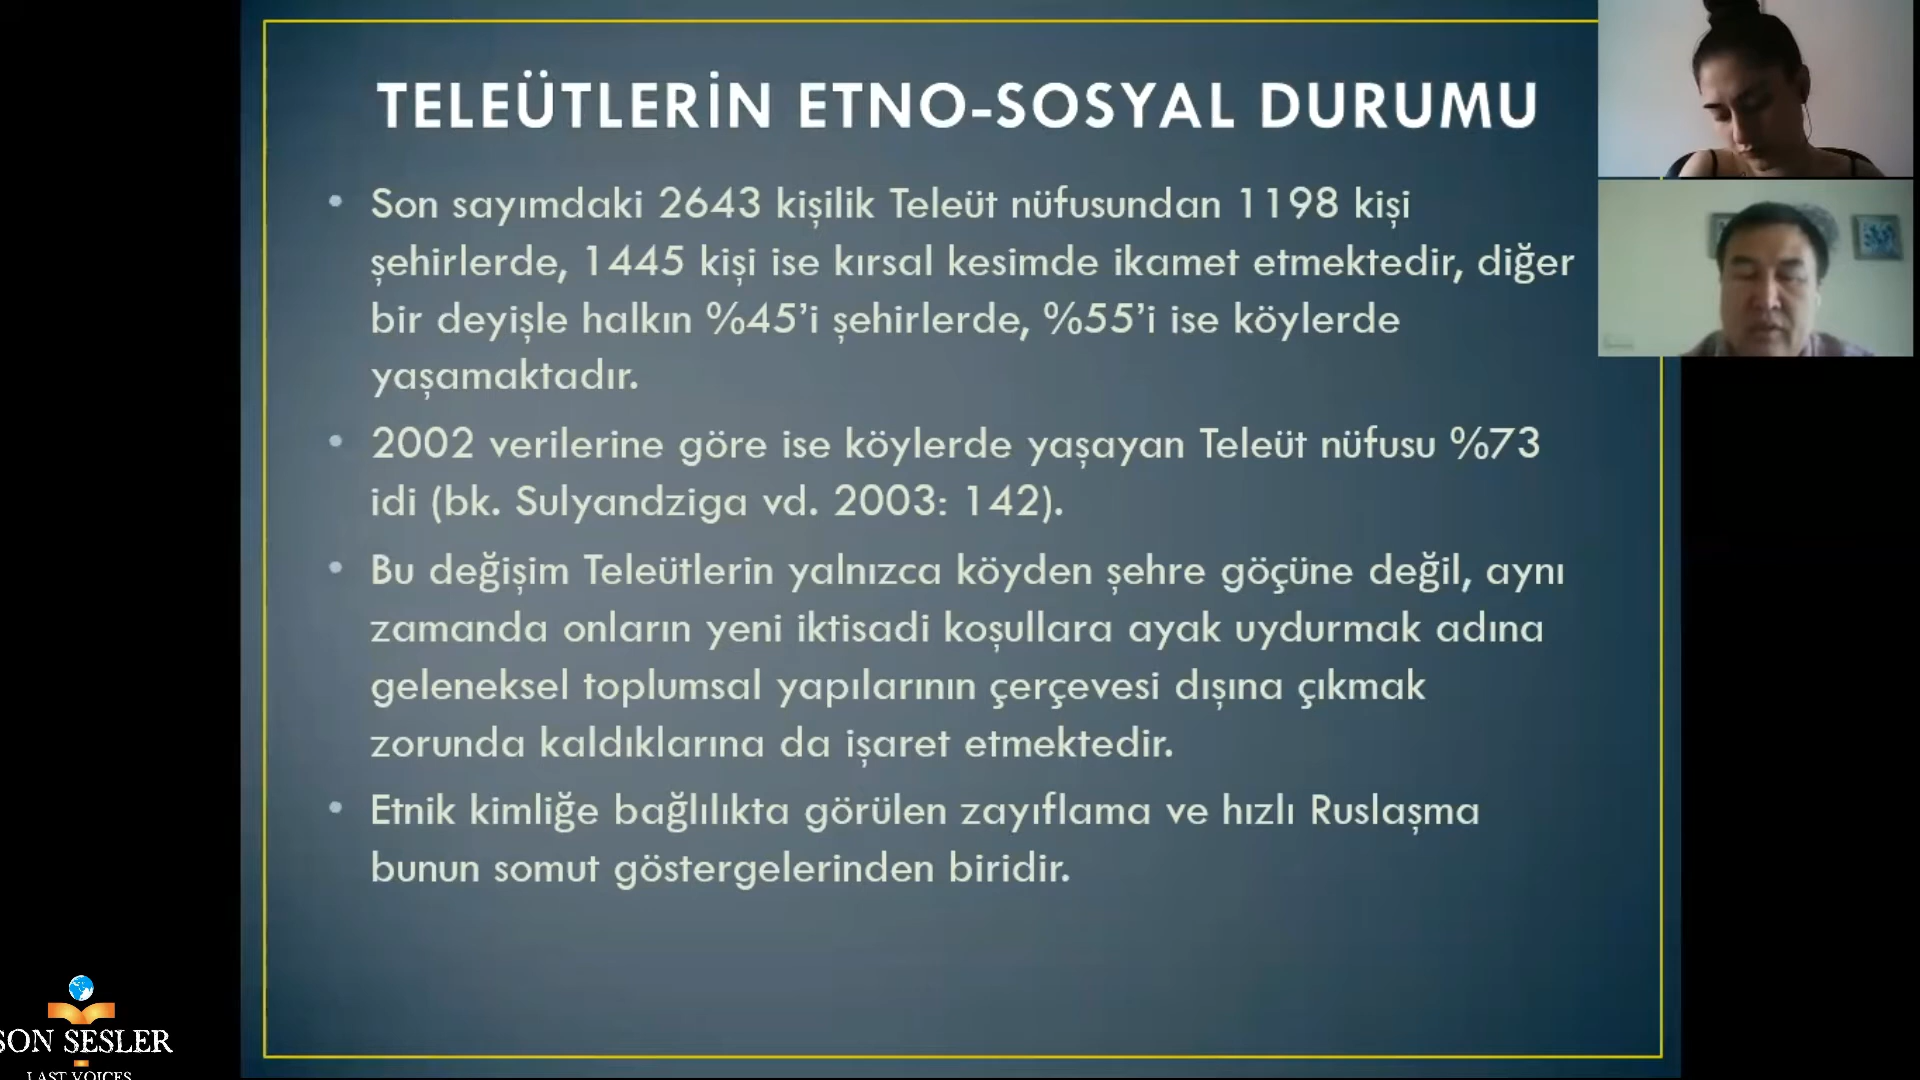 TELEÜTLERİN ETNO-SOSYAL DURUMU
• Son sayımdaki 2643 kişilik Teleüt nüfusundan 1198 kişi
şehirlerde, 1445 kişi ise kırsal kesimde ikamet etmektedir, diğer
bir deyişle halkın %45’i şehirlerde, %55’i ise köylerde
yaşamaktadır.
• 2002 verilerine göre ise köylerde yaşayan Teleüt nüfusu %73
idi (bk. Sulyandziga vd. 2003: 142).
• Bu değişim Teleütlerin yalnızca köyden şehre göçüne değil, aynı
zamanda onların yeni iktisadi koşullara ayak uydurmak adına
geleneksel toplumsal yapılarının çerçevesi dışına çıkmak
zorunda kaldıklarına da işaret etmektedir.
• Etnik kimliğe bağlılıkta görülen zayıflama ve hızlı Ruslaşma
bunun somut göstergelerinden biridir.
SON SESLER
LAST VOICES